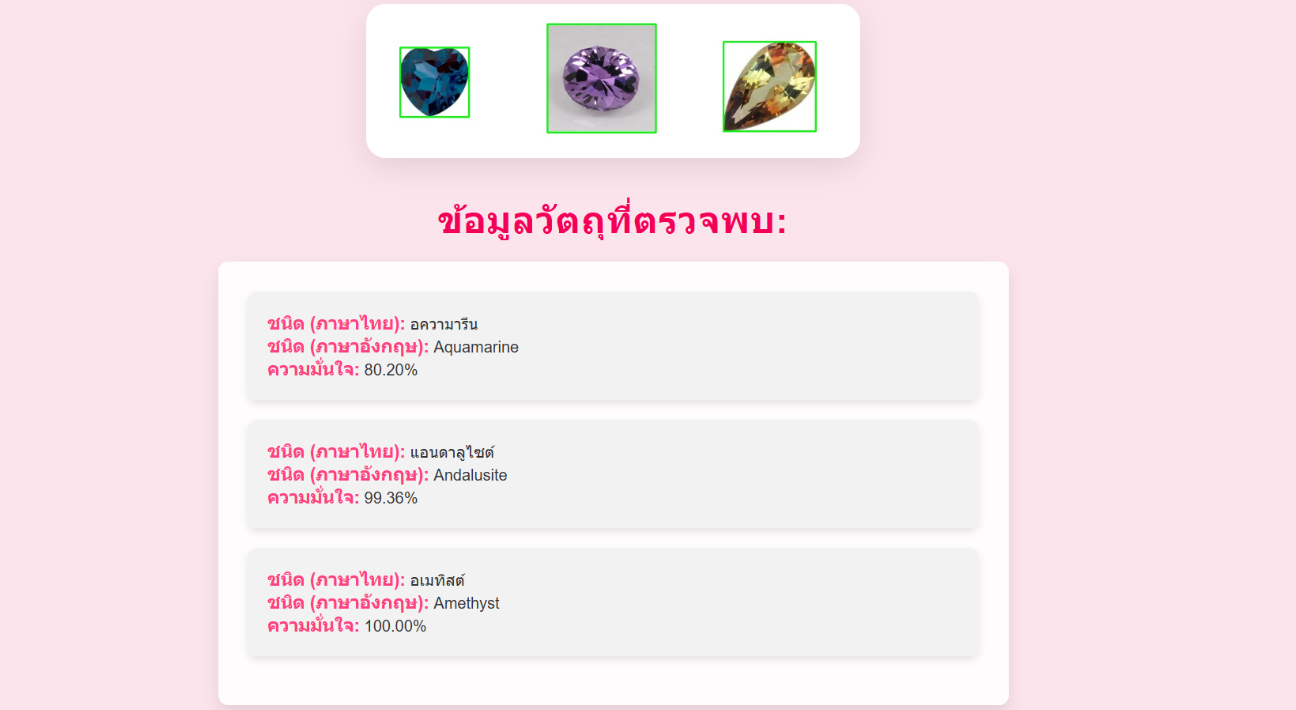 ข้อมูลวัตถุที่ตรวจพบ:
ชนิด (ภาษาไทย): อความารีน
ชนิด (ภาษาอังกฤษ): Aquamarine
ความมั่นใจ: 80.20%
ชนิด (ภาษาไทย): แอนดาลูไซต์
ชนิด (ภาษาอังกฤษ): Andalusite
ความมั่นใจ: 99.36%
ชนิด (ภาษาไทย): อเมทิสต์
ชนิด (ภาษาอังกฤษ): Amethyst
ความมั่นใจ: 100.00%